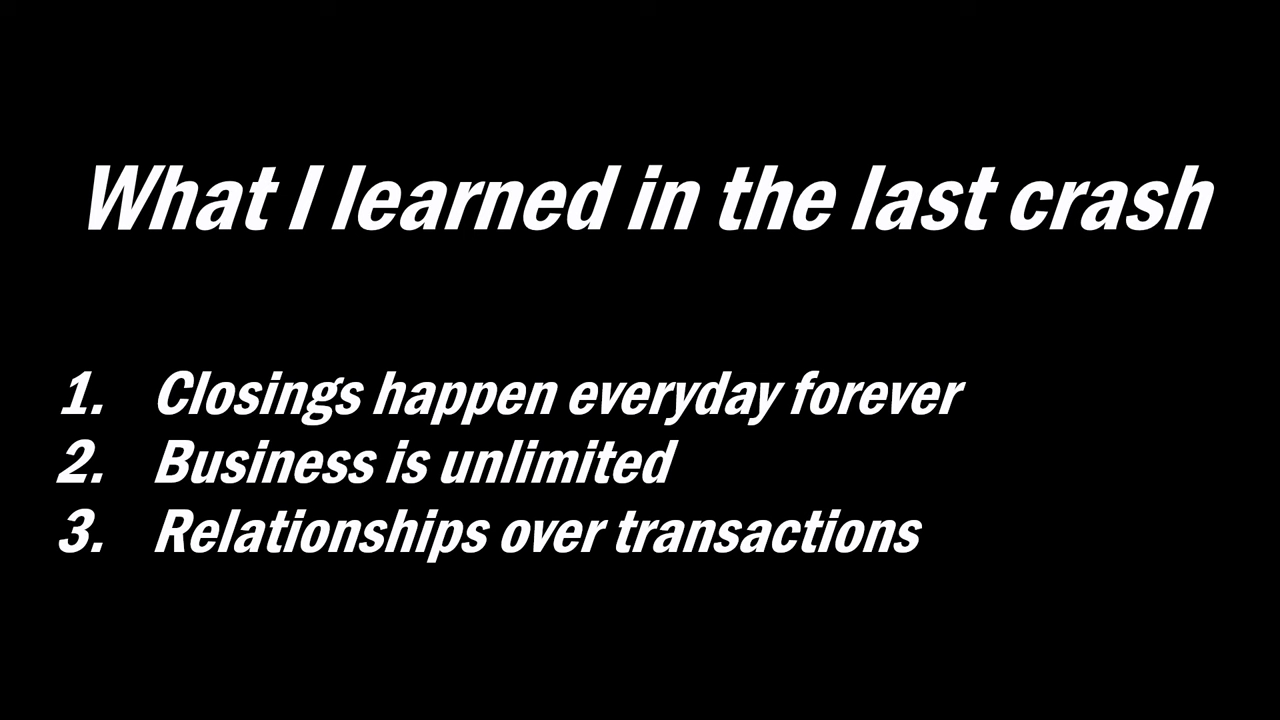 What I learned in the last crash
1. Closings happen everyday forever
2. Business is unlimited
3. Relationships over transactions